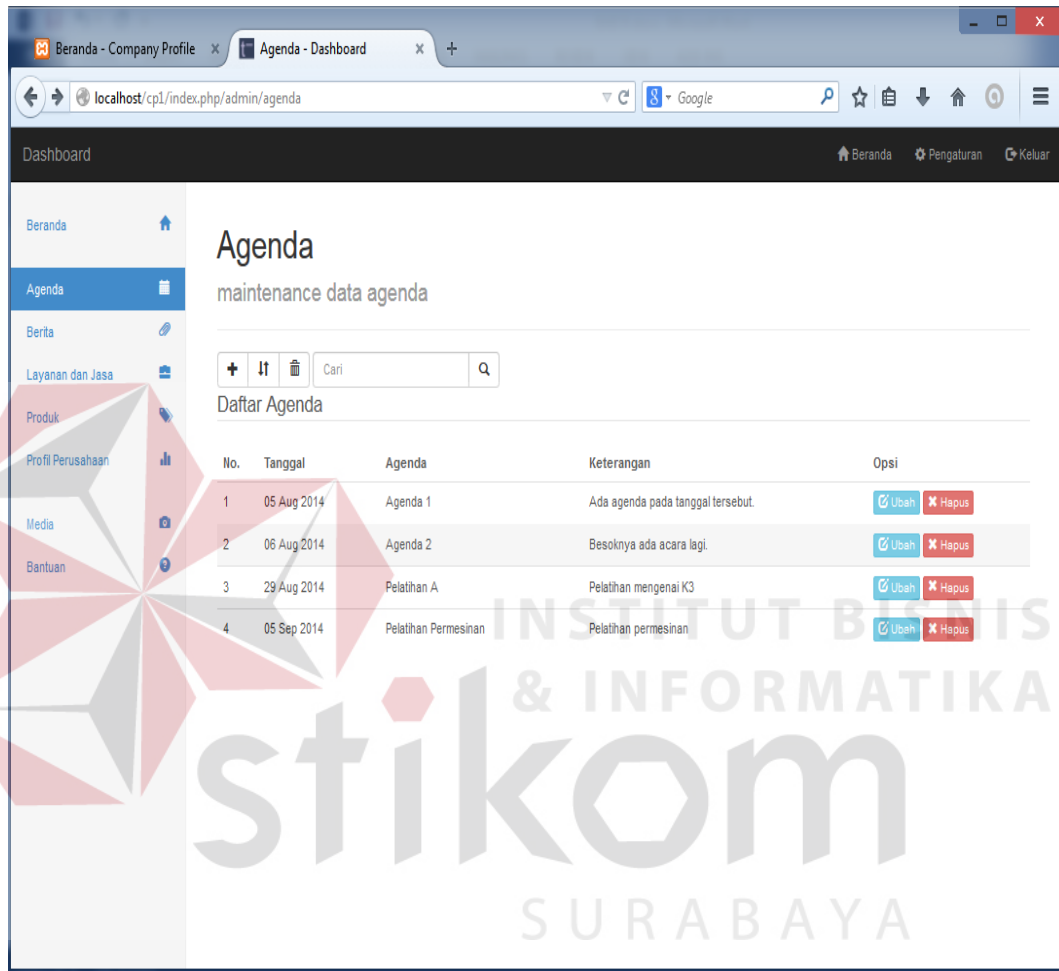 Beranda - Company Profile
Agenda - Dashboard
localhost/cp1/index.php/admin/agenda
8
Google
Dashboard
Beranda
Pengaturan
Keluar
Beranda
Agenda
Berita
Layanan dan Jasa
Produk
Profil Perusahaan
Media
Bantuan
Agenda
maintenance data agenda
Cari
Daftar Agenda
No. Tanggal Agenda Keterangan Opsi
1 05 Aug 2014 Agenda 1 Ada agenda pada tanggal tersebut. Ubah Hapus
2 06 Aug 2014 Agenda 2 Besoknya ada acara lagi. Ubah Hapus
3 29 Aug 2014 Pelatihan A Pelatihan mengenai K3 Ubah Hapus
4 05 Sep 2014 Pelatihan Permesinan Pelatihan permesinan Ubah Hapus
INSTITUT BISNIS
& INFORMATIKA
stikom
SURABAYA